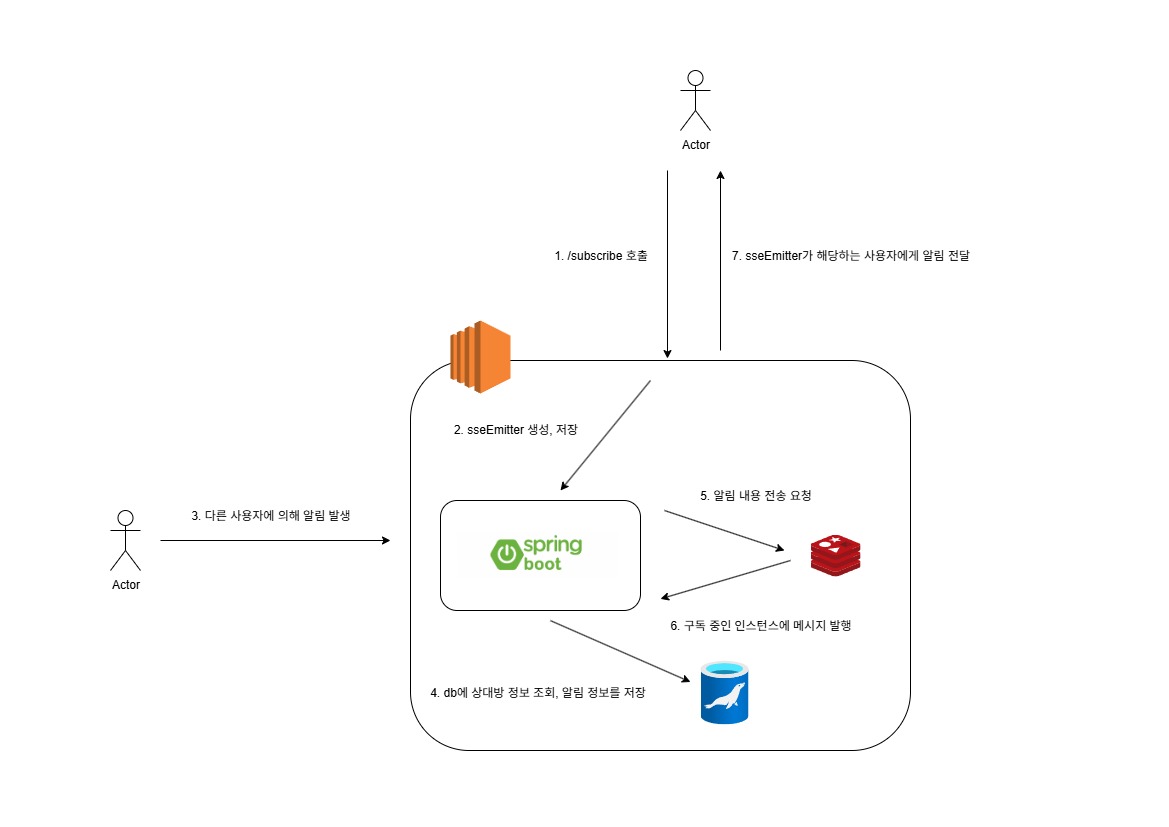 Actor
1. /subscribe 호출
7. sseEmitter가 해당하는 사용자에게 알림 전달
2. sseEmitter 생성, 저장
3. 다른 사용자에 의해 알림 발생
Actor
5. 알림 내용 전송 요청
spring
boot
6. 구독 중인 인스턴스에 메시지 발행
4. db에 상대방 정보 조회, 알림 정보를 저장